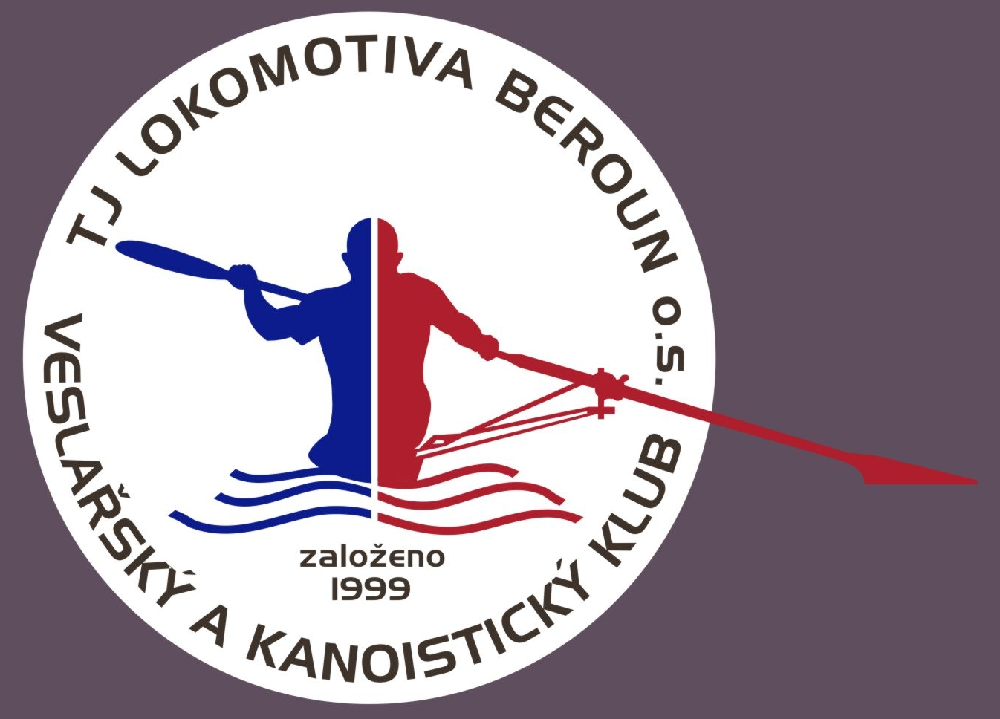 TJ LOKOMOTIVA BEROUN o.s.
VESLAŘSKÝ A KANOISTICKÝ KLUB
založeno
1999